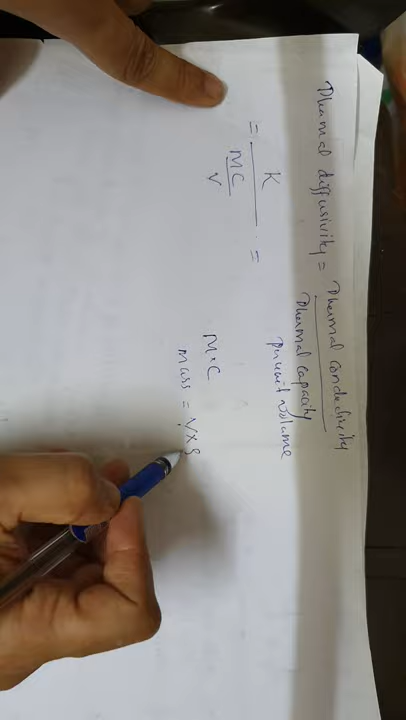 Thermal diffusivity = Thermal conductivity
Thermal capacity
Per unit volume
= K =
MC
V
M×C
Mass = V×ρ